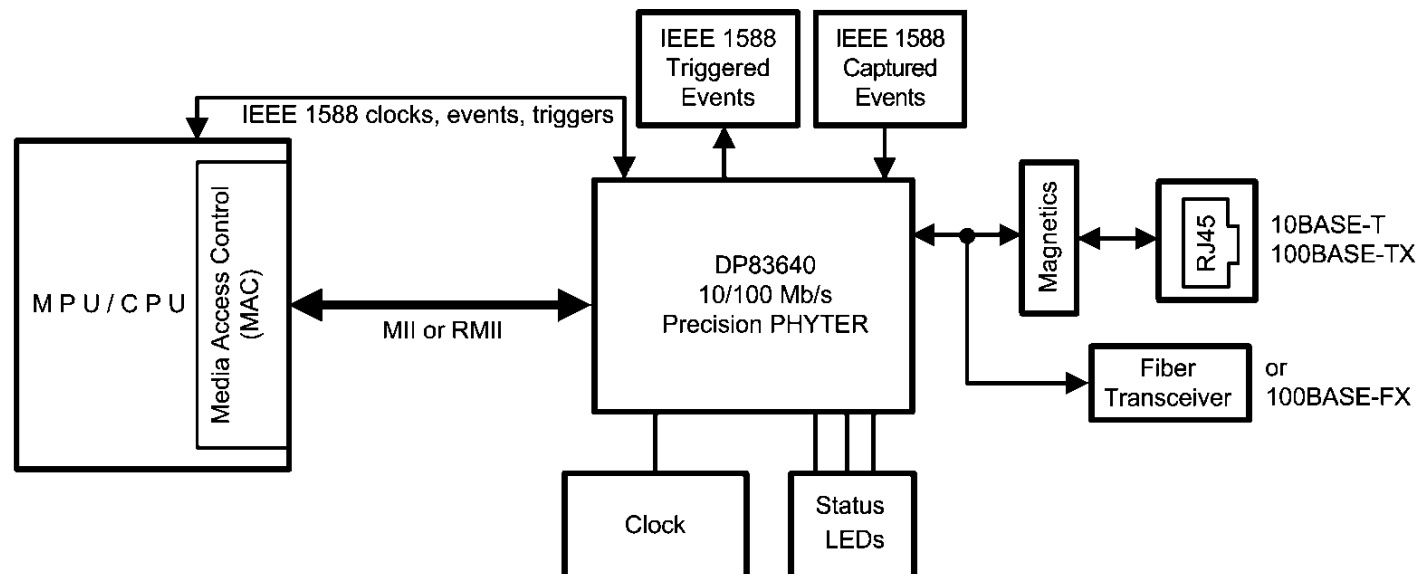 IEEE 1588
Triggered
Events
IEEE 1588
Captured
Events
IEEE 1588 clocks, events, triggers
MPU/CPU
Media Access Control
(MAC)
MII or RMII
DP83640
10/100 Mb/s
Precision PHYTER
Magnetics
RJ45
10BASE-T
100BASE-TX
Fiber
Transceiver
or
100BASE-FX
Clock
Status
LEDs